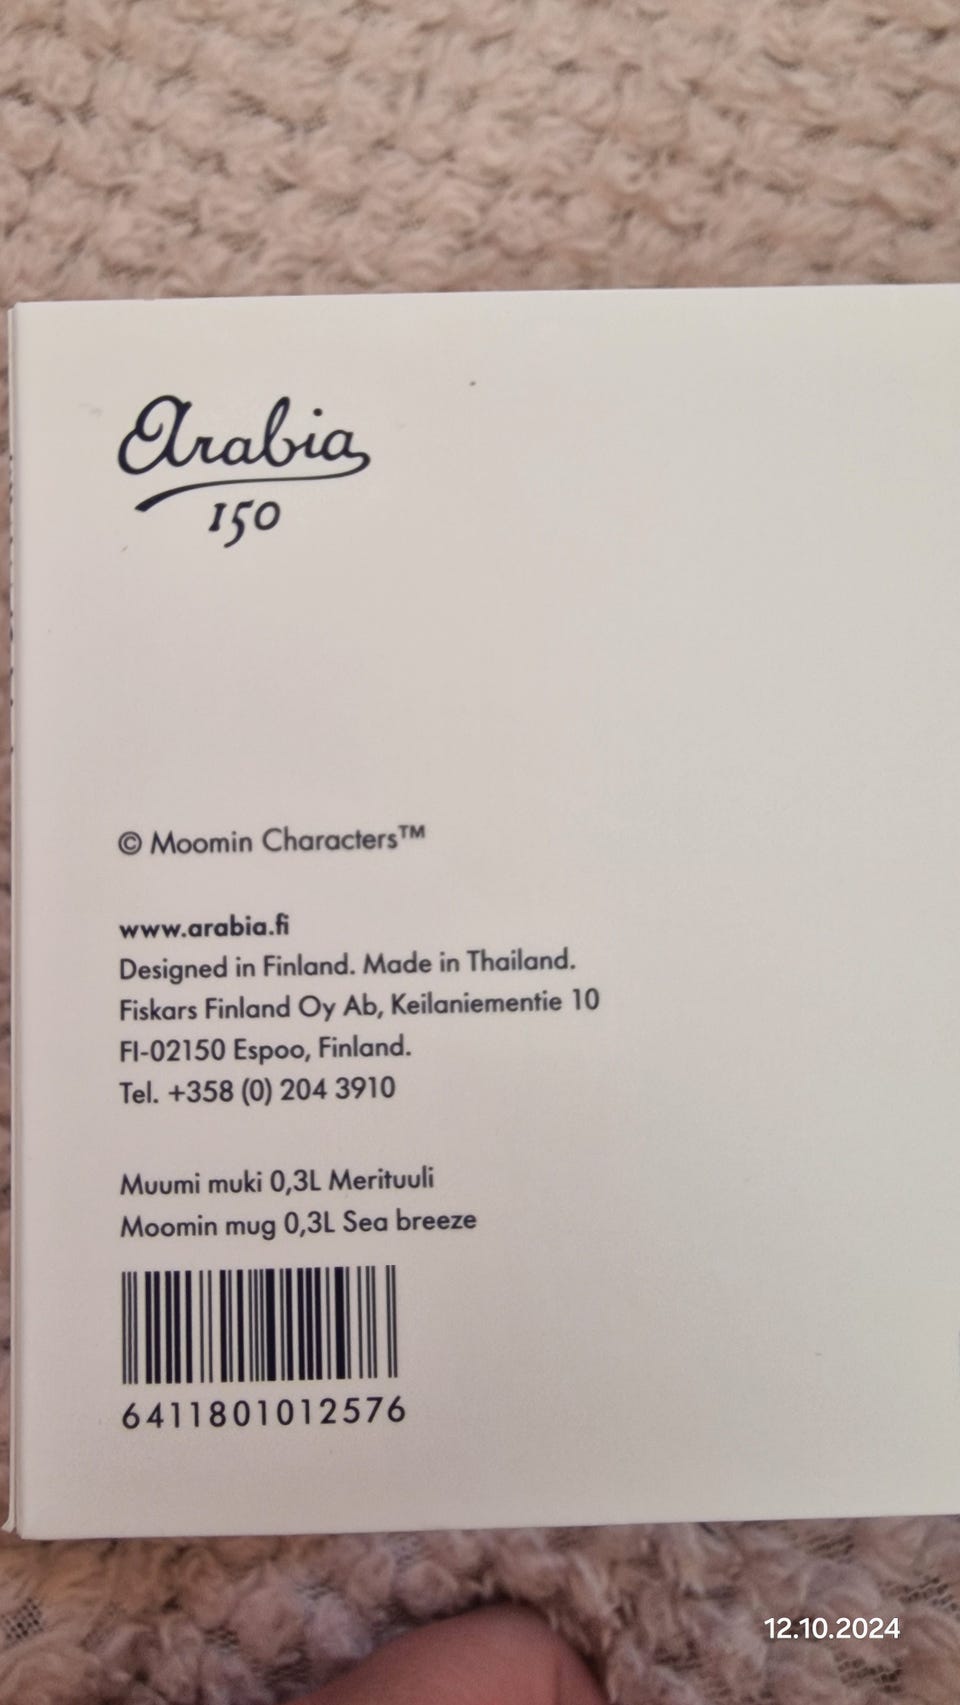 Arabia
150
© Moomin Characters™
www.arabia.fi
Designed in Finland. Made in Thailand.
Fiskars Finland Oy Ab, Keilaniementie 10
FI-02150 Espoo, Finland.
Tel. +358 (0) 204 3910
Muumi muki 0,3L Merituuli
Moomin mug 0,3L Sea breeze
6411801012576
12.10.2024